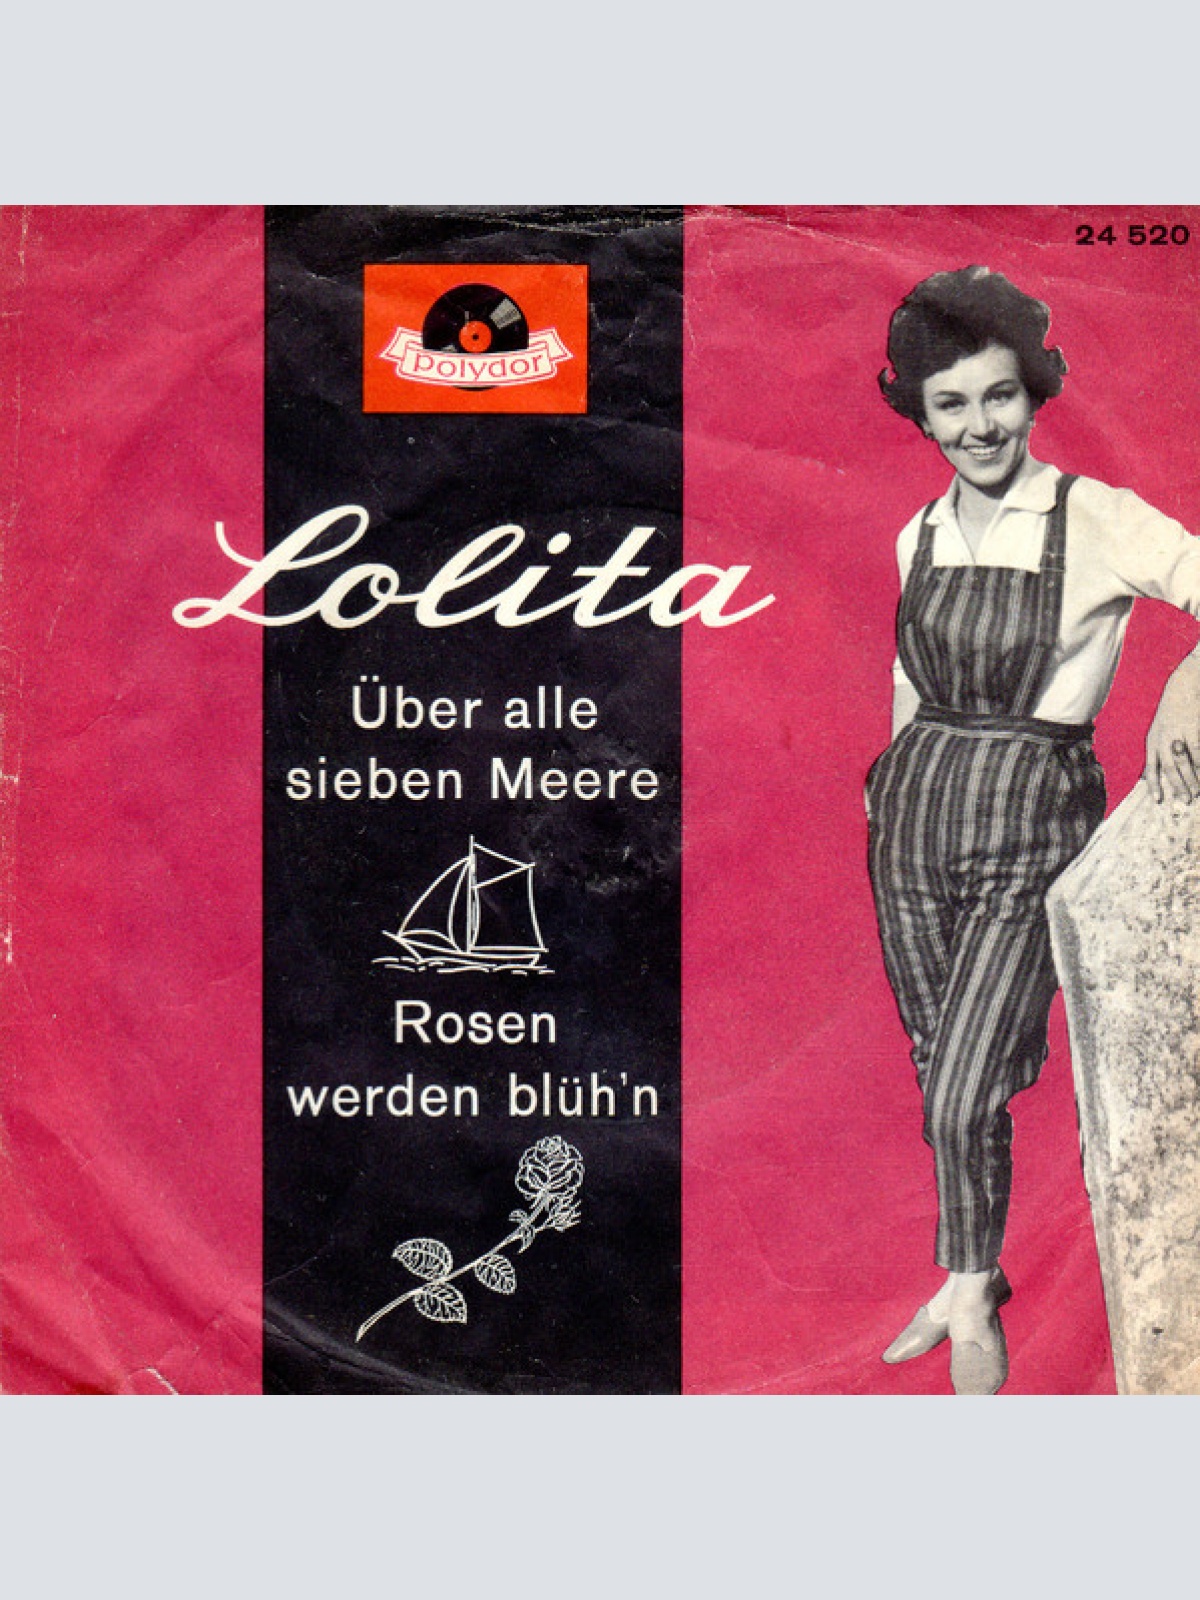 24 520
polydor
Lolita
Über alle
sieben Meere
Rosen
werden blüh'n